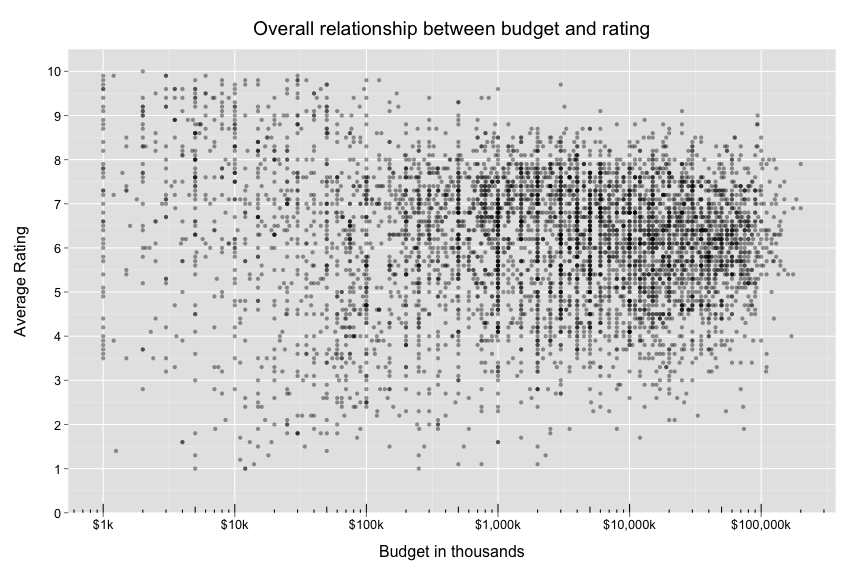 Overall relationship between budget and rating
Average Rating
10
9
8
7
6
5
4
3
2
1
0
$1k
$10k
$100k
$1,000k
$10,000k
$100,000k
Budget in thousands